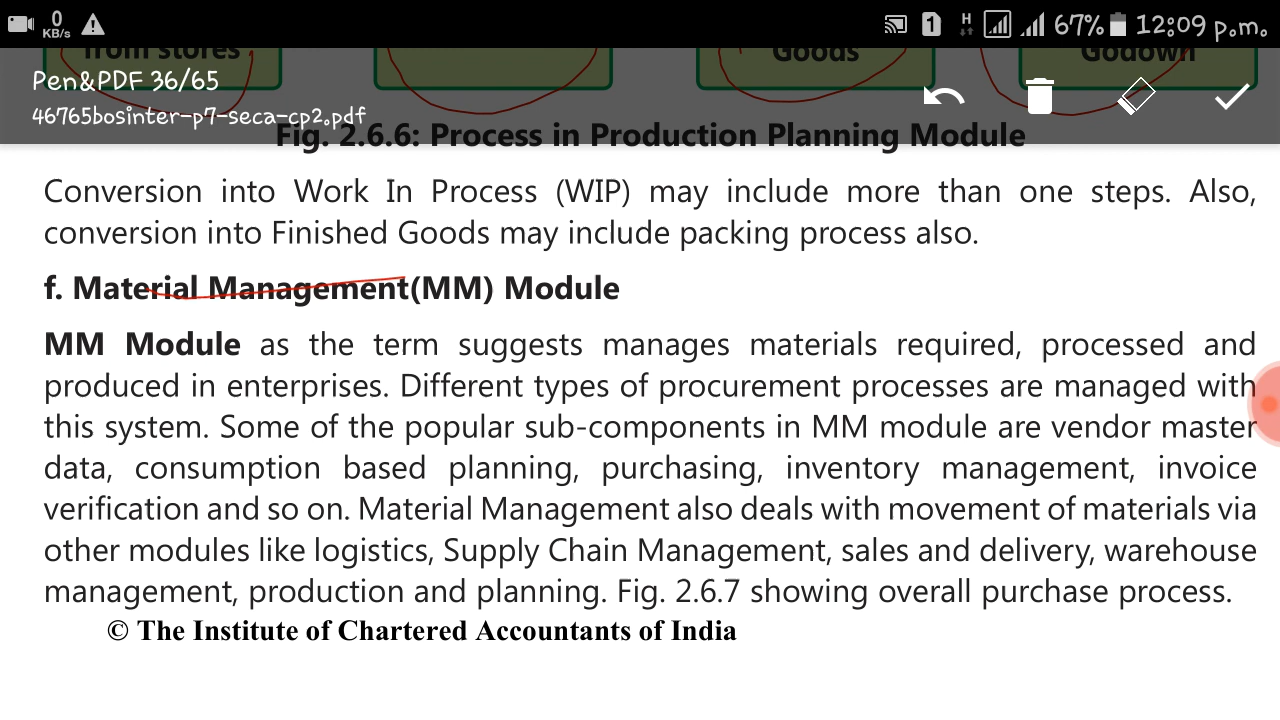 0 KB/s 1 H 67% 12:09 p.m.
from stores Goods Godown
Pen&PDF 36/65
46765bosinter-p7-seca-cp2.pdf
Fig. 2.6.6: Process in Production Planning Module
Conversion into Work In Process (WIP) may include more than one steps. Also,
conversion into Finished Goods may include packing process also.
f. Material Management(MM) Module
MM Module as the term suggests manages materials required, processed and
produced in enterprises. Different types of procurement processes are managed with
this system. Some of the popular sub-components in MM module are vendor master
data, consumption based planning, purchasing, inventory management, invoice
verification and so on. Material Management also deals with movement of materials via
other modules like logistics, Supply Chain Management, sales and delivery, warehouse
management, production and planning. Fig. 2.6.7 showing overall purchase process.
© The Institute of Chartered Accountants of India